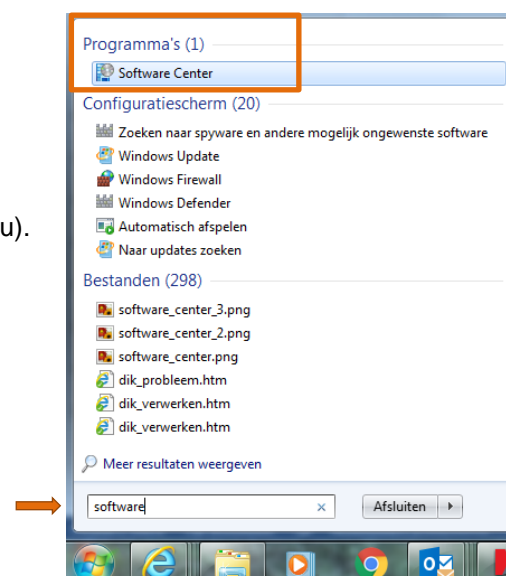 Programma's (1)
Software Center
Configuratiescherm (20)
Zoeken naar spyware en andere mogelijk ongewenste software
Windows Update
Windows Firewall
Windows Defender
u).
Automatisch afspelen
Naar updates zoeken
Bestanden (298)
software_center_3.png
software_center_2.png
software_center.png
dik_probleem.htm
dik_verwerken.htm
dik_verwerken.htm
Meer resultaten weergeven
software
Afsluiten